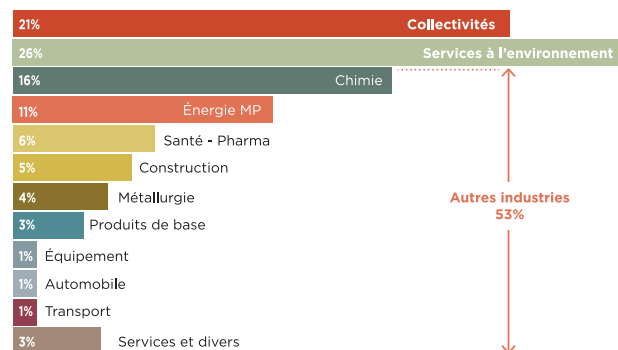 21% Collectivités
26% Services à l'environnement
16% Chimie
11% Énergie MP
6% Santé - Pharma
5% Construction
4% Métallurgie
Autres industries
53%
3% Produits de base
1% Équipement
1% Automobile
1% Transport
3% Services et divers